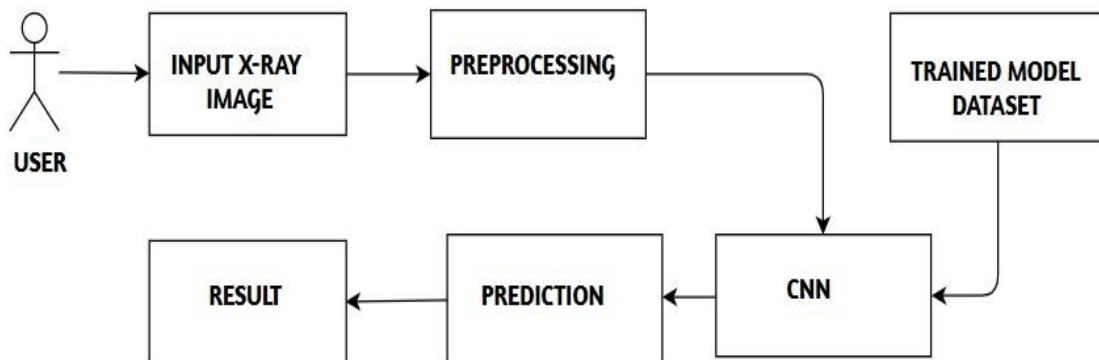 INPUT X-RAY
IMAGE
PREPROCESSING
TRAINED MODEL
DATASET
USER
RESULT
PREDICTION
CNN